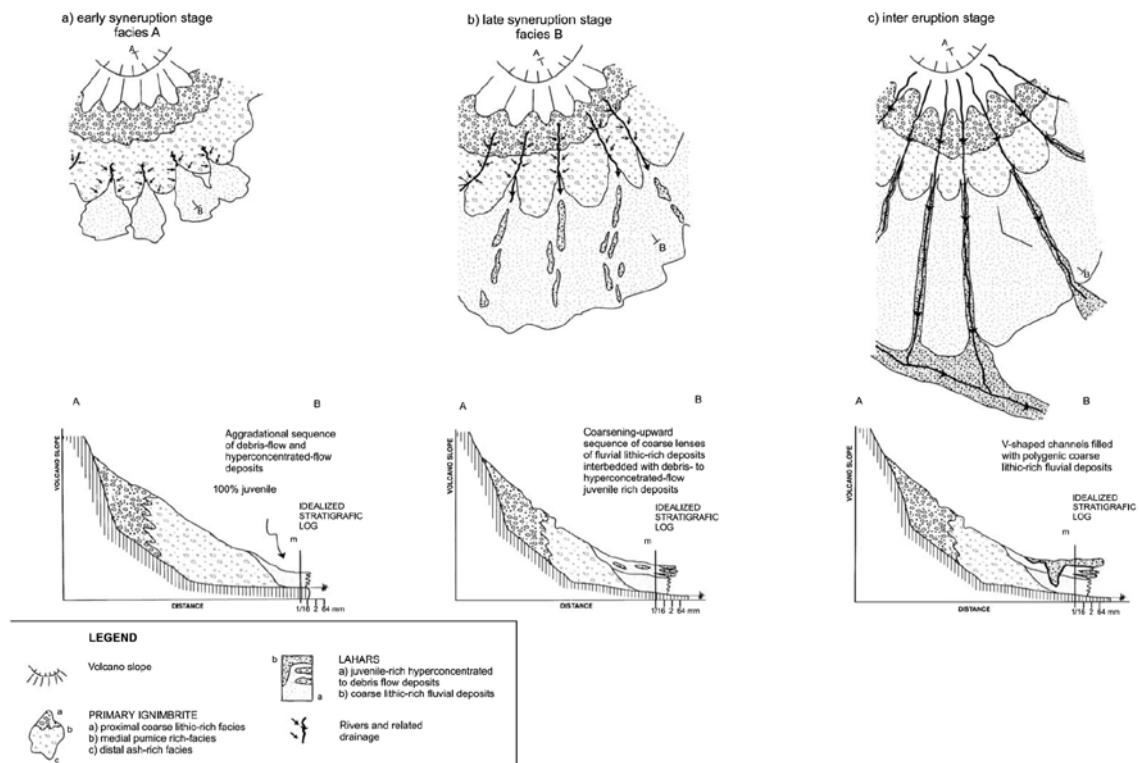 a) early syneruption stage
facies A
A
B
b) late syneruption stage
facies B
A
B
c) inter eruption stage
A
B
A
B
VOLCANO SLOPE
Aggradational sequence
of debris-flow and
hyperconcentrated-flow
deposits
100% juvenile
IDEALIZED
STRATIGRAFIC
LOG
m
DISTANCE
1/16 2 64 mm
A
B
VOLCANO SLOPE
Coarsening-upward
sequence of coarse lenses
of fluvial lithic-rich deposits
interbedded with debris- to
hyperconcetrated-flow
juvenile rich deposits
IDEALIZED
STRATIGRAFIC
LOG
m
DISTANCE
1/16 2 64 mm
A
B
VOLCANO SLOPE
V-shaped channels filled
with polygenic coarse
lithic-rich fluvial deposits
IDEALIZED
STRATIGRAFIC
LOG
m
DISTANCE
1/16 2 64 mm
LEGEND
Volcano slope
a
b
c
PRIMARY IGNIMBRITE
a) proximal coarse lithic-rich facies
b) medial pumice rich-facies
c) distal ash-rich facies
b
a
LAHARS
a) juvenile-rich hyperconcentrated
to debris flow deposits
b) coarse lithic-rich fluvial deposits
Rivers and related
drainage